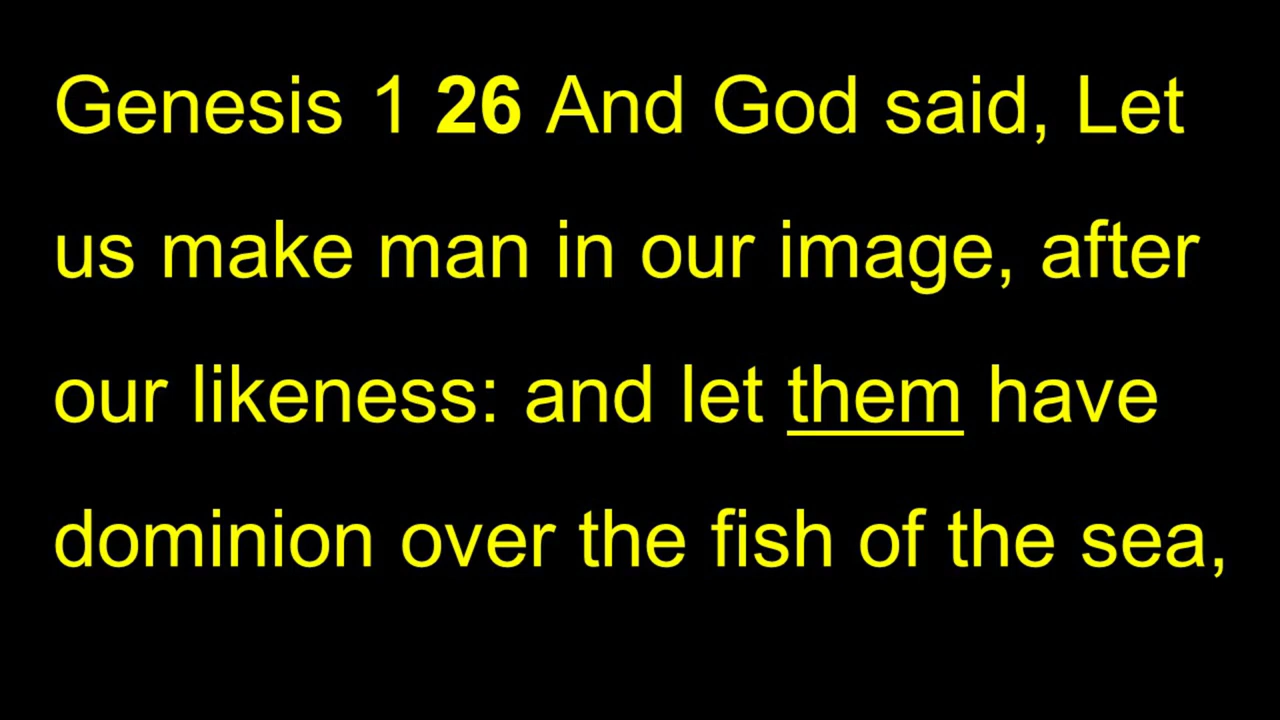 Genesis 1 26 And God said, Let
us make man in our image, after
our likeness: and let them have
dominion over the fish of the sea,